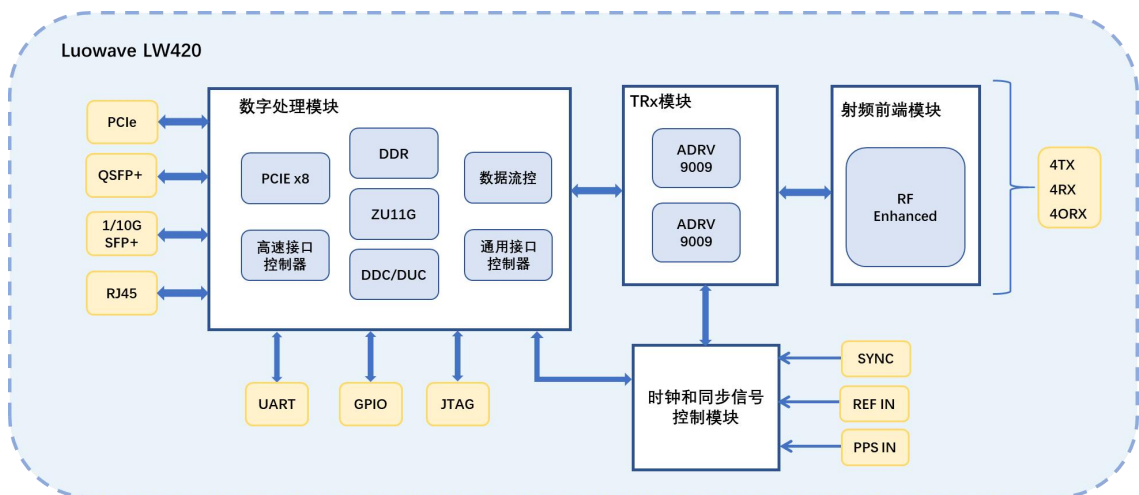 Luowave LW420
PCIe
QSFP+
1/10G
SFP+
RJ45
数字处理模块
PCIE x8
DDR
数据流控
ZU11G
高速接口
控制器
DDC/DUC
通用接口
控制器
TRx模块
ADRV
9009
ADRV
9009
射频前端模块
RF
Enhanced
4TX
4RX
4ORX
UART
GPIO
JTAG
时钟和同步信号
控制模块
SYNC
REF IN
PPS IN